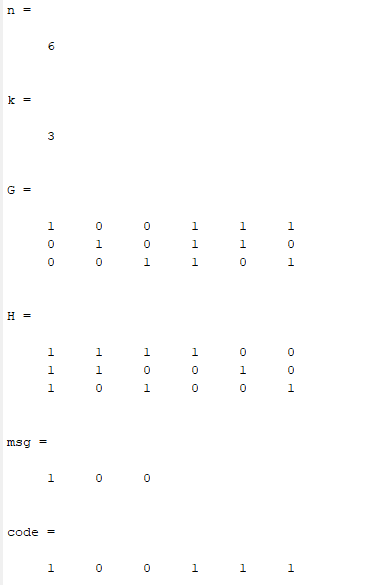 n =
6
k =
3
G =
1 0 0 1 1 1
0 1 0 1 1 0
0 0 1 1 0 1
H =
1 1 1 1 0 0
1 1 0 0 1 0
1 0 1 0 0 1
msg =
1 0 0
code =
1 0 0 1 1 1